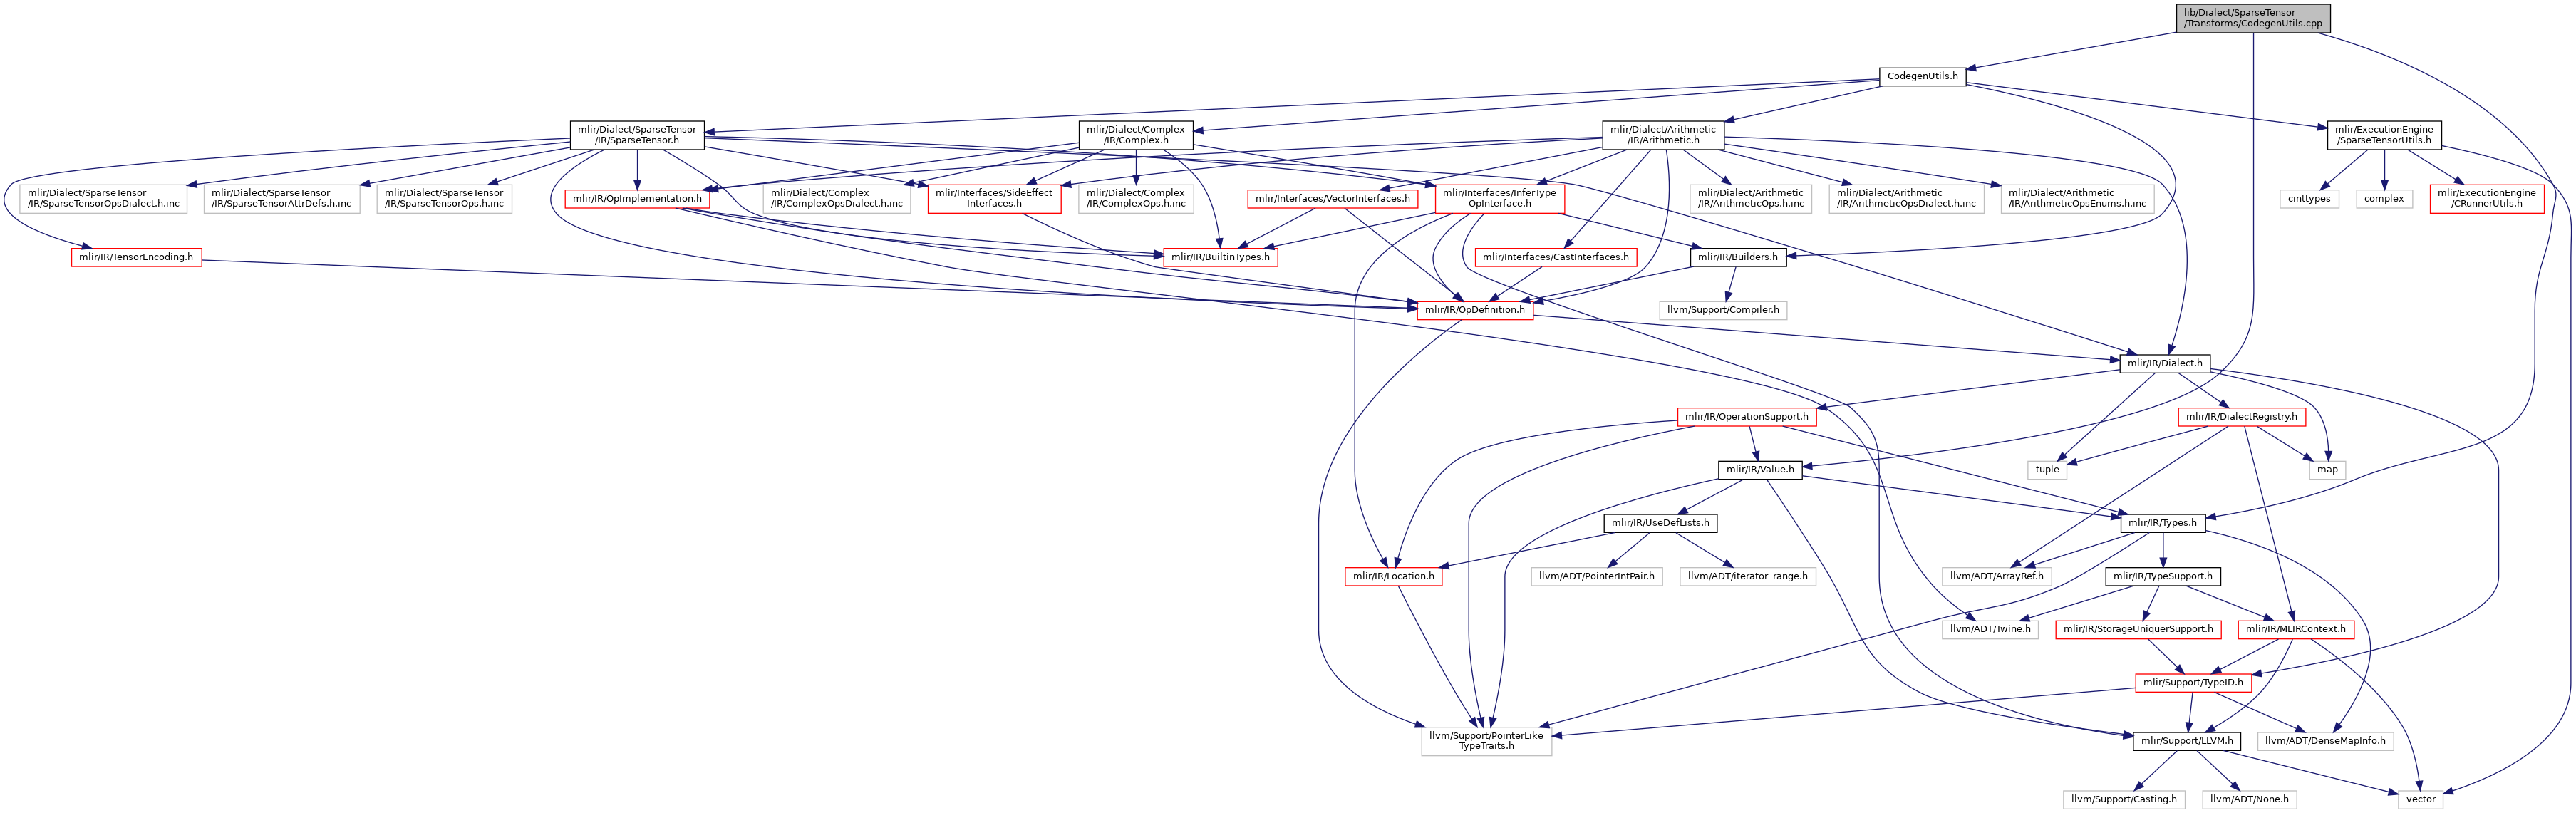 lib/Dialect/SparseTensor
/Transforms/CodegenUtils.cpp
CodegenUtils.h
mlir/Dialect/SparseTensor
/IR/SparseTensor.h
mlir/Dialect/Complex
/IR/Complex.h
mlir/Dialect/Arithmetic
/IR/Arithmetic.h
mlir/ExecutionEngine
/SparseTensorUtils.h
mlir/Dialect/SparseTensor
/IR/SparseTensorOpsDialect.h.inc
mlir/Dialect/SparseTensor
/IR/SparseTensorAttrDefs.h.inc
mlir/Dialect/SparseTensor
/IR/SparseTensorOps.h.inc
mlir/IR/OpImplementation.h
mlir/Dialect/Complex
/IR/ComplexOpsDialect.h.inc
mlir/Interfaces/SideEffect
Interfaces.h
mlir/Dialect/Complex
/IR/ComplexOps.h.inc
mlir/Interfaces/VectorInterfaces.h
mlir/Interfaces/InferType
OpInterface.h
mlir/Dialect/Arithmetic
/IR/ArithmeticOps.h.inc
mlir/Dialect/Arithmetic
/IR/ArithmeticOpsDialect.h.inc
mlir/Dialect/Arithmetic
/IR/ArithmeticOpsEnums.h.inc
cinttypes
complex
mlir/ExecutionEngine
/CRunnerUtils.h
mlir/IR/TensorEncoding.h
mlir/IR/BuiltinTypes.h
mlir/Interfaces/CastInterfaces.h
mlir/IR/Builders.h
mlir/IR/OpDefinition.h
llvm/Support/Compiler.h
mlir/IR/Dialect.h
mlir/IR/OperationSupport.h
mlir/IR/DialectRegistry.h
mlir/IR/Value.h
tuple
map
mlir/IR/UseDefLists.h
mlir/IR/Types.h
mlir/IR/Location.h
llvm/ADT/PointerIntPair.h
llvm/ADT/iterator_range.h
llvm/ADT/ArrayRef.h
mlir/IR/TypeSupport.h
llvm/ADT/Twine.h
mlir/IR/StorageUniquerSupport.h
mlir/IR/MLIRContext.h
mlir/Support/TypeID.h
llvm/Support/PointerLike
TypeTraits.h
mlir/Support/LLVM.h
llvm/ADT/DenseMapInfo.h
llvm/Support/Casting.h
llvm/ADT/None.h
vector